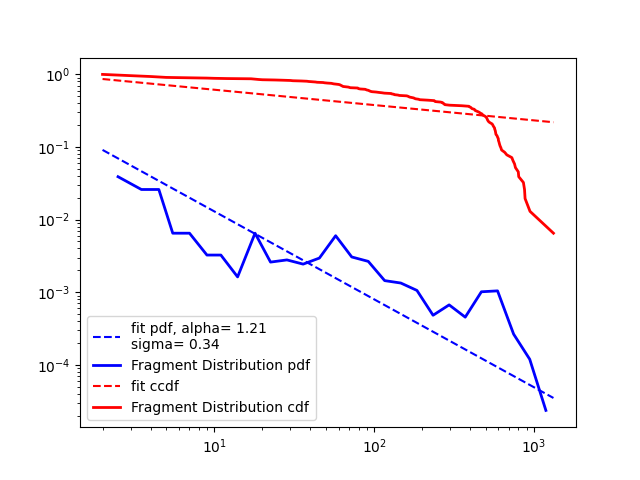 10⁰
10⁻¹
10⁻²
10⁻³
10⁻⁴
10¹
10²
10³
fit pdf, alpha= 1.21
sigma= 0.34
Fragment Distribution pdf
fit ccdf
Fragment Distribution cdf